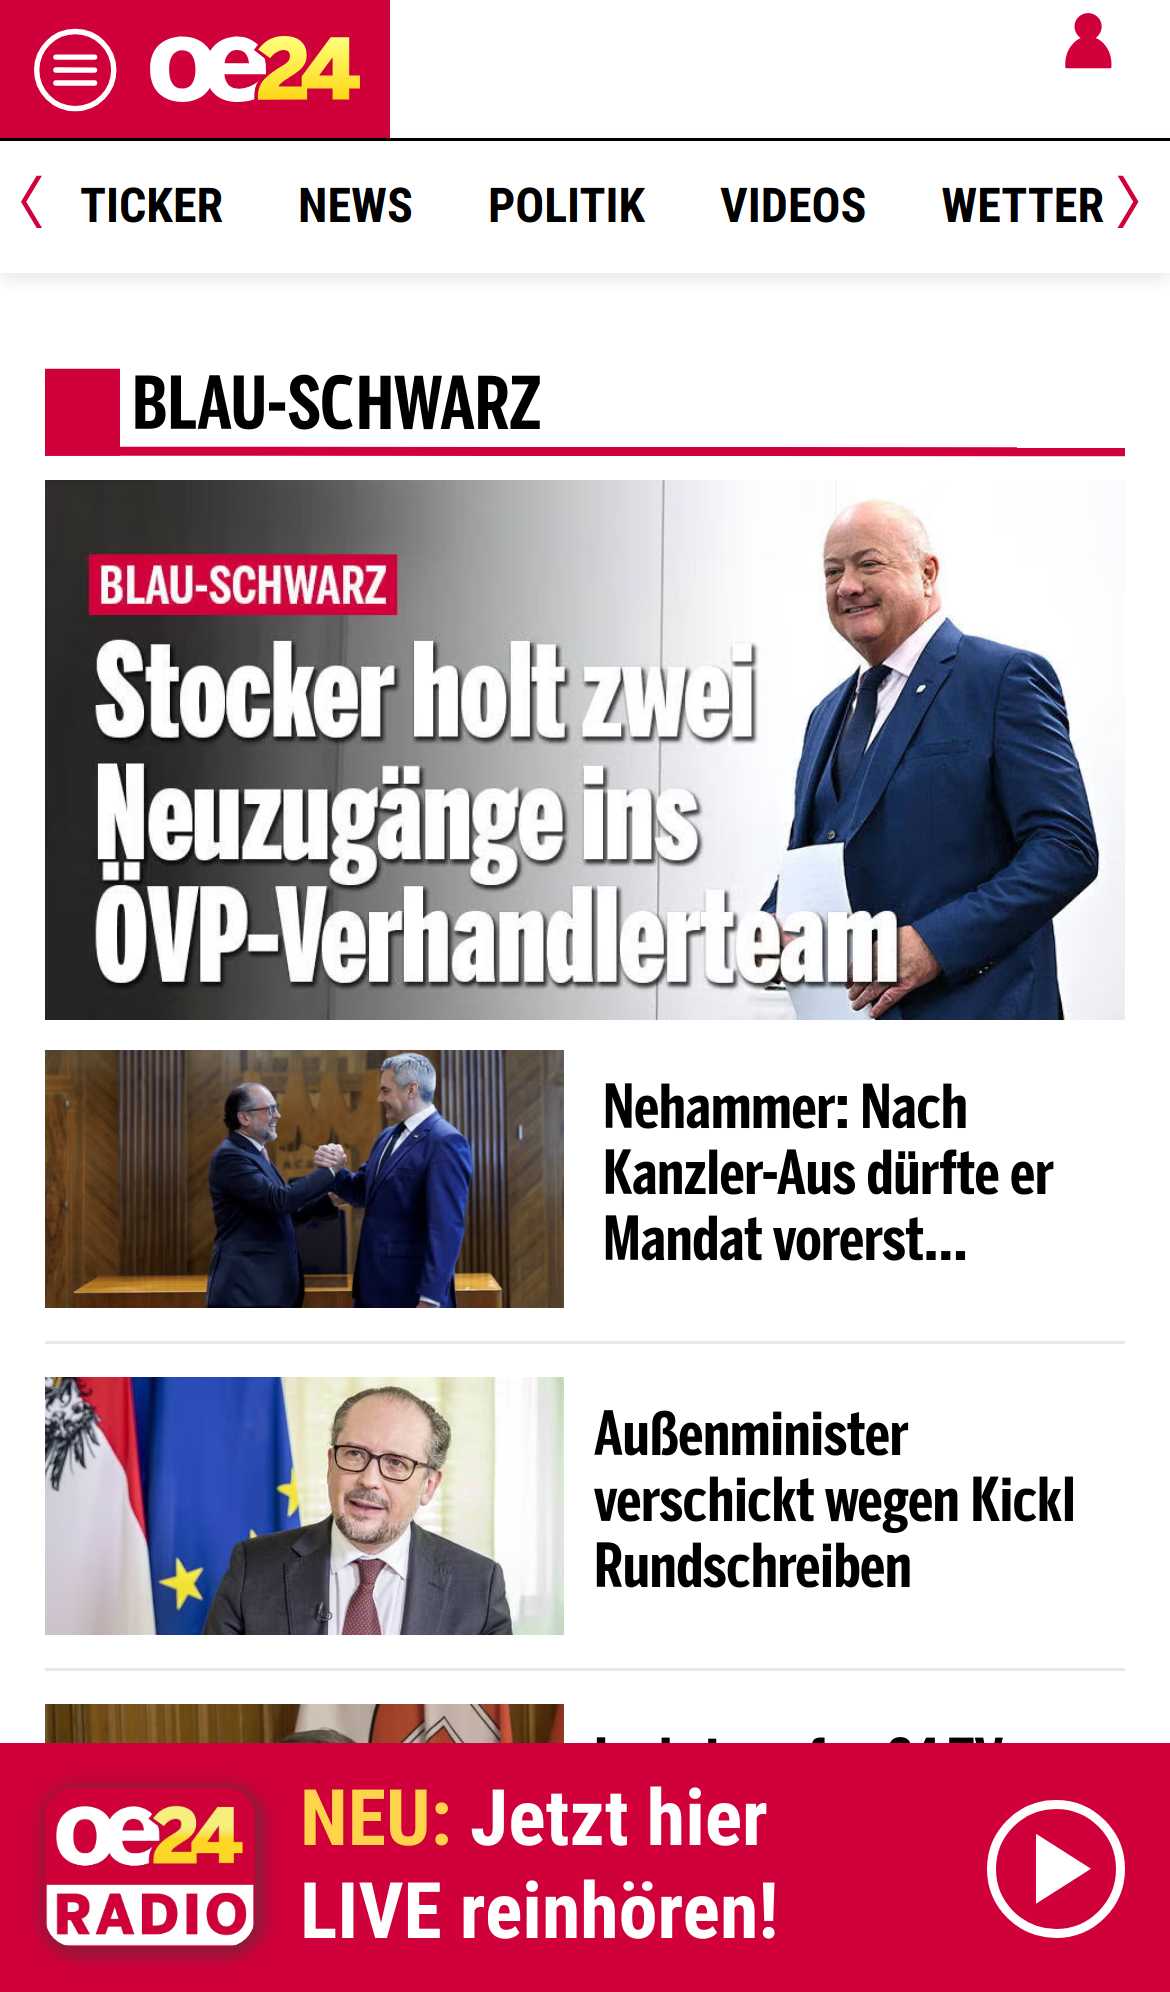 oe24
TICKER NEWS POLITIK VIDEOS WETTER
BLAU-SCHWARZ
BLAU-SCHWARZ
Stocker holt zwei
Neuzugänge ins
ÖVP-Verhandlerteam
Nehammer: Nach
Kanzler-Aus dürfte er
Mandat vorerst...
Außenminister
verschickt wegen Kickl
Rundschreiben
oe24
RADIO
NEU: Jetzt hier
LIVE reinhören!